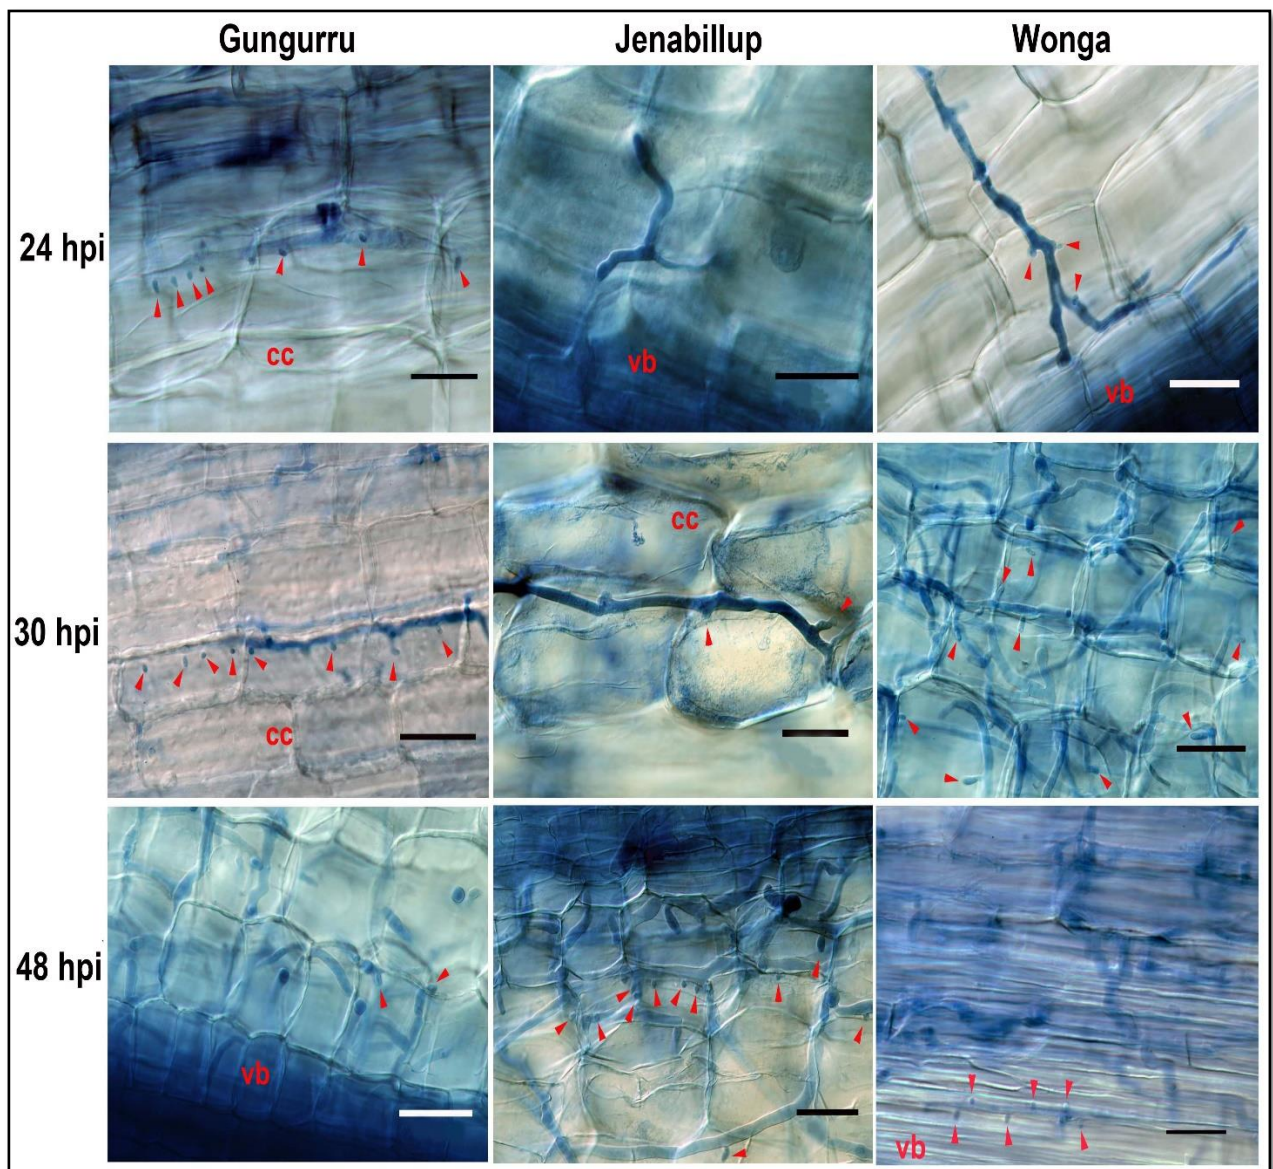 Gungurru Jenabillup Wonga
24 hpi
cc vb vb
30 hpi
cc cc
48 hpi
vb vb